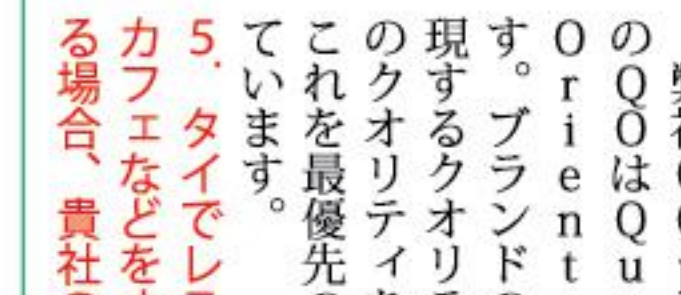 のQOはQu
Orient
す。ブランドの
現するクオリ
のクオリティ
これを最優先
ています。
5. タイでレ
カフェなどを
る場合、貴社の